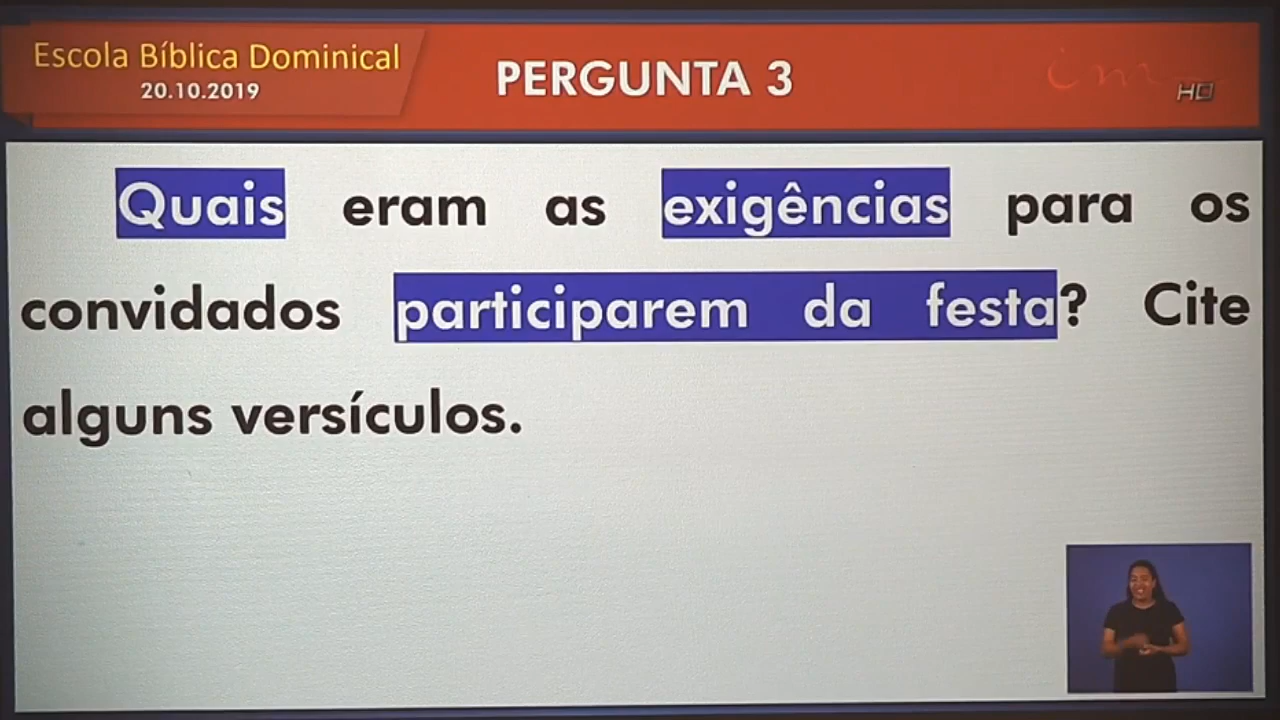 Escola Bíblica Dominical
20.10.2019
PERGUNTA 3
HD
Quais eram as exigências para os
convidados participarem da festa? Cite
alguns versículos.